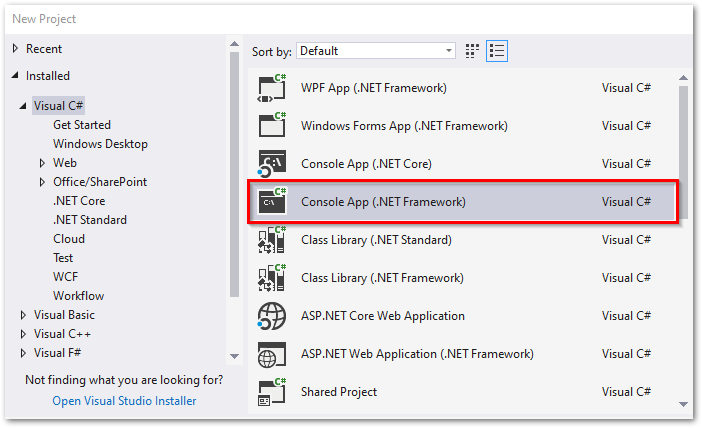 New Project
Recent
Installed
Visual C#
Get Started
Windows Desktop
Web
Office/SharePoint
.NET Core
.NET Standard
Cloud
Test
WCF
Workflow
Visual Basic
Visual C++
Visual F#
Not finding what you are looking for?
Open Visual Studio Installer
Sort by: Default
WPF App (.NET Framework) Visual C#
Windows Forms App (.NET Framework) Visual C#
Console App (.NET Core) Visual C#
Console App (.NET Framework) Visual C#
Class Library (.NET Standard) Visual C#
Class Library (.NET Framework) Visual C#
ASP.NET Core Web Application Visual C#
ASP.NET Web Application (.NET Framework) Visual C#
Shared Project Visual C#